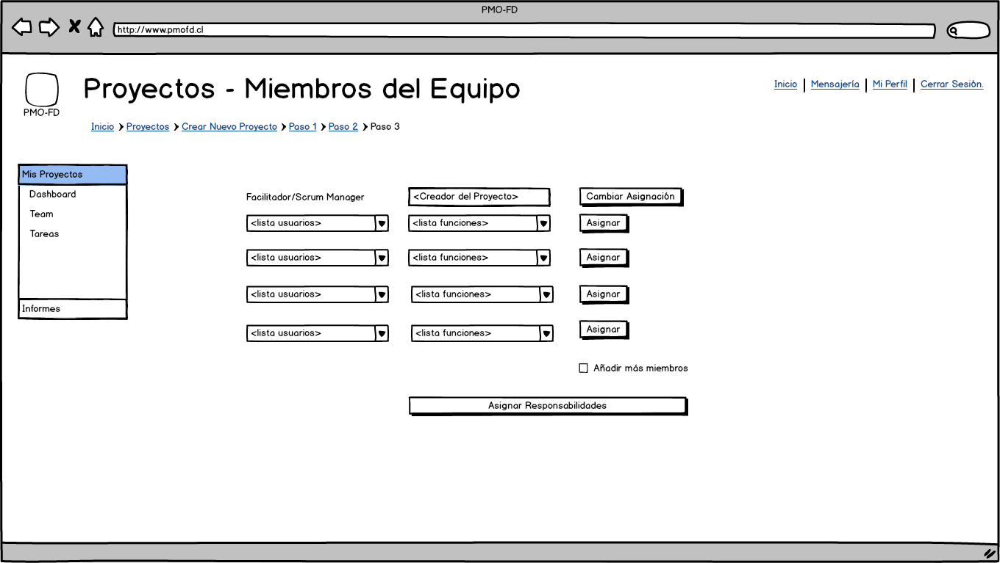 PMO-FD
http://www.pmofd.cl
Proyectos - Miembros del Equipo
Inicio Mensajería Mi Perfil Cerrar Sesión.
PMO-FD
Inicio Proyectos Crear Nuevo Proyecto Paso 1 Paso 2 Paso 3
Mis Proyectos
Dashboard
Team
Tareas
Informes
Facilitador/Scrum Manager <Creador del Proyecto> Cambiar Asignación
<lista usuarios> <lista funciones> Asignar
<lista usuarios> <lista funciones> Asignar
<lista usuarios> <lista funciones> Asignar
<lista usuarios> <lista funciones> Asignar
Añadir más miembros
Asignar Responsabilidades